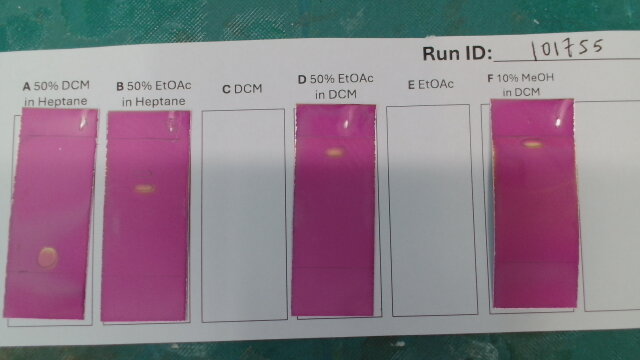 Run ID: 101755
A 50% DCM
in Heptane
B 50% EtOAc
in Heptane
C DCM
D 50% EtOAc
in DCM
E EtOAc
F 10% MeOH
in DCM